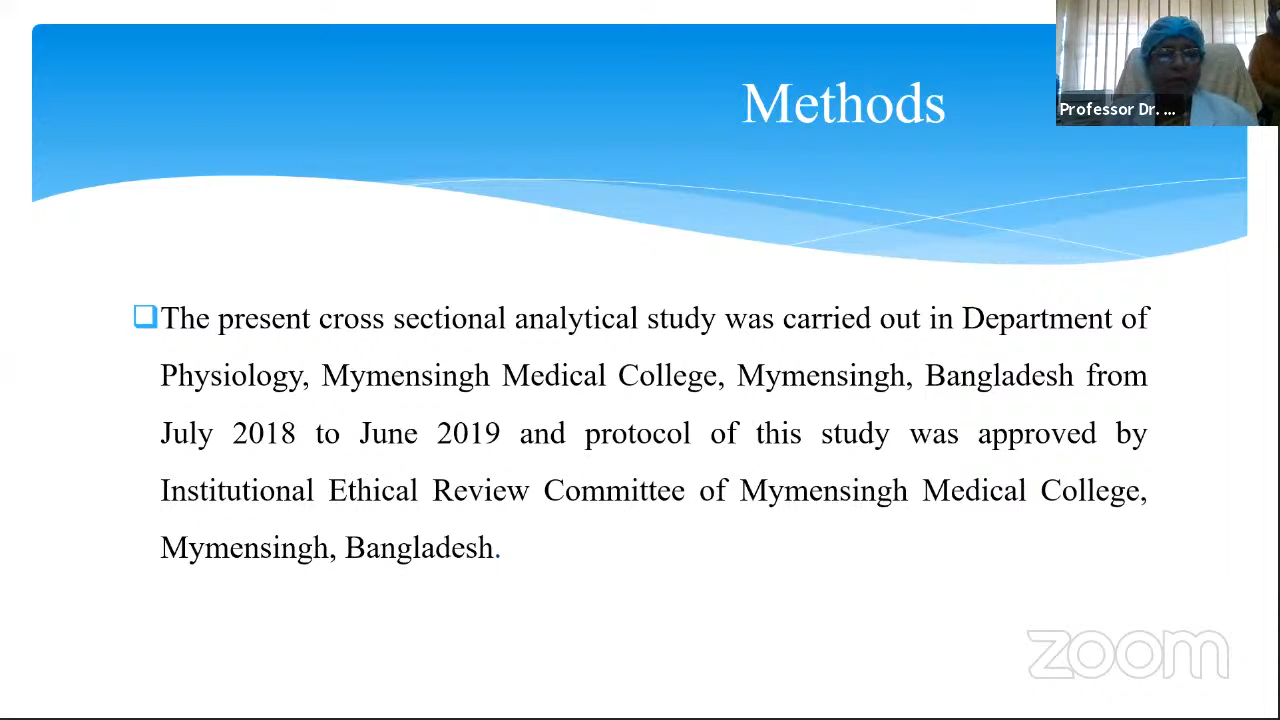 Methods
Professor Dr. ...
The present cross sectional analytical study was carried out in Department of
Physiology, Mymensingh Medical College, Mymensingh, Bangladesh from
July 2018 to June 2019 and protocol of this study was approved by
Institutional Ethical Review Committee of Mymensingh Medical College,
Mymensingh, Bangladesh.
zoom